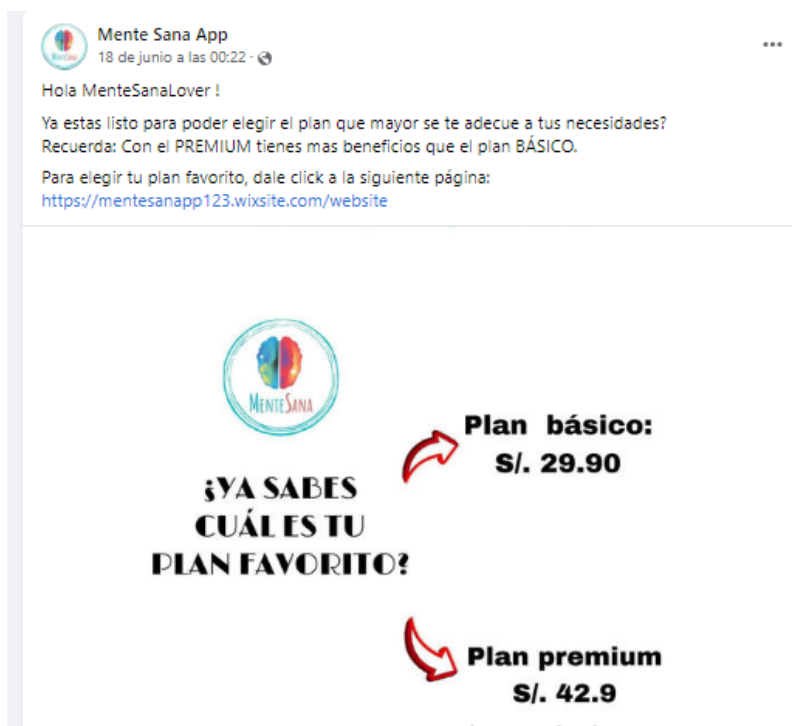 Mente Sana App
18 de junio a las 00:22 ·
Hola MenteSanaLover !
Ya estas listo para poder elegir el plan que mayor se te adecue a tus necesidades?
Recuerda: Con el PREMIUM tienes mas beneficios que el plan BÁSICO.
Para elegir tu plan favorito, dale click a la siguiente página:
https://mentesanapp123.wixsite.com/website
MENTESANA
¿YA SABES
CUÁL ES TU
PLAN FAVORITO?
Plan básico:
S/. 29.90
Plan premium
S/. 42.9